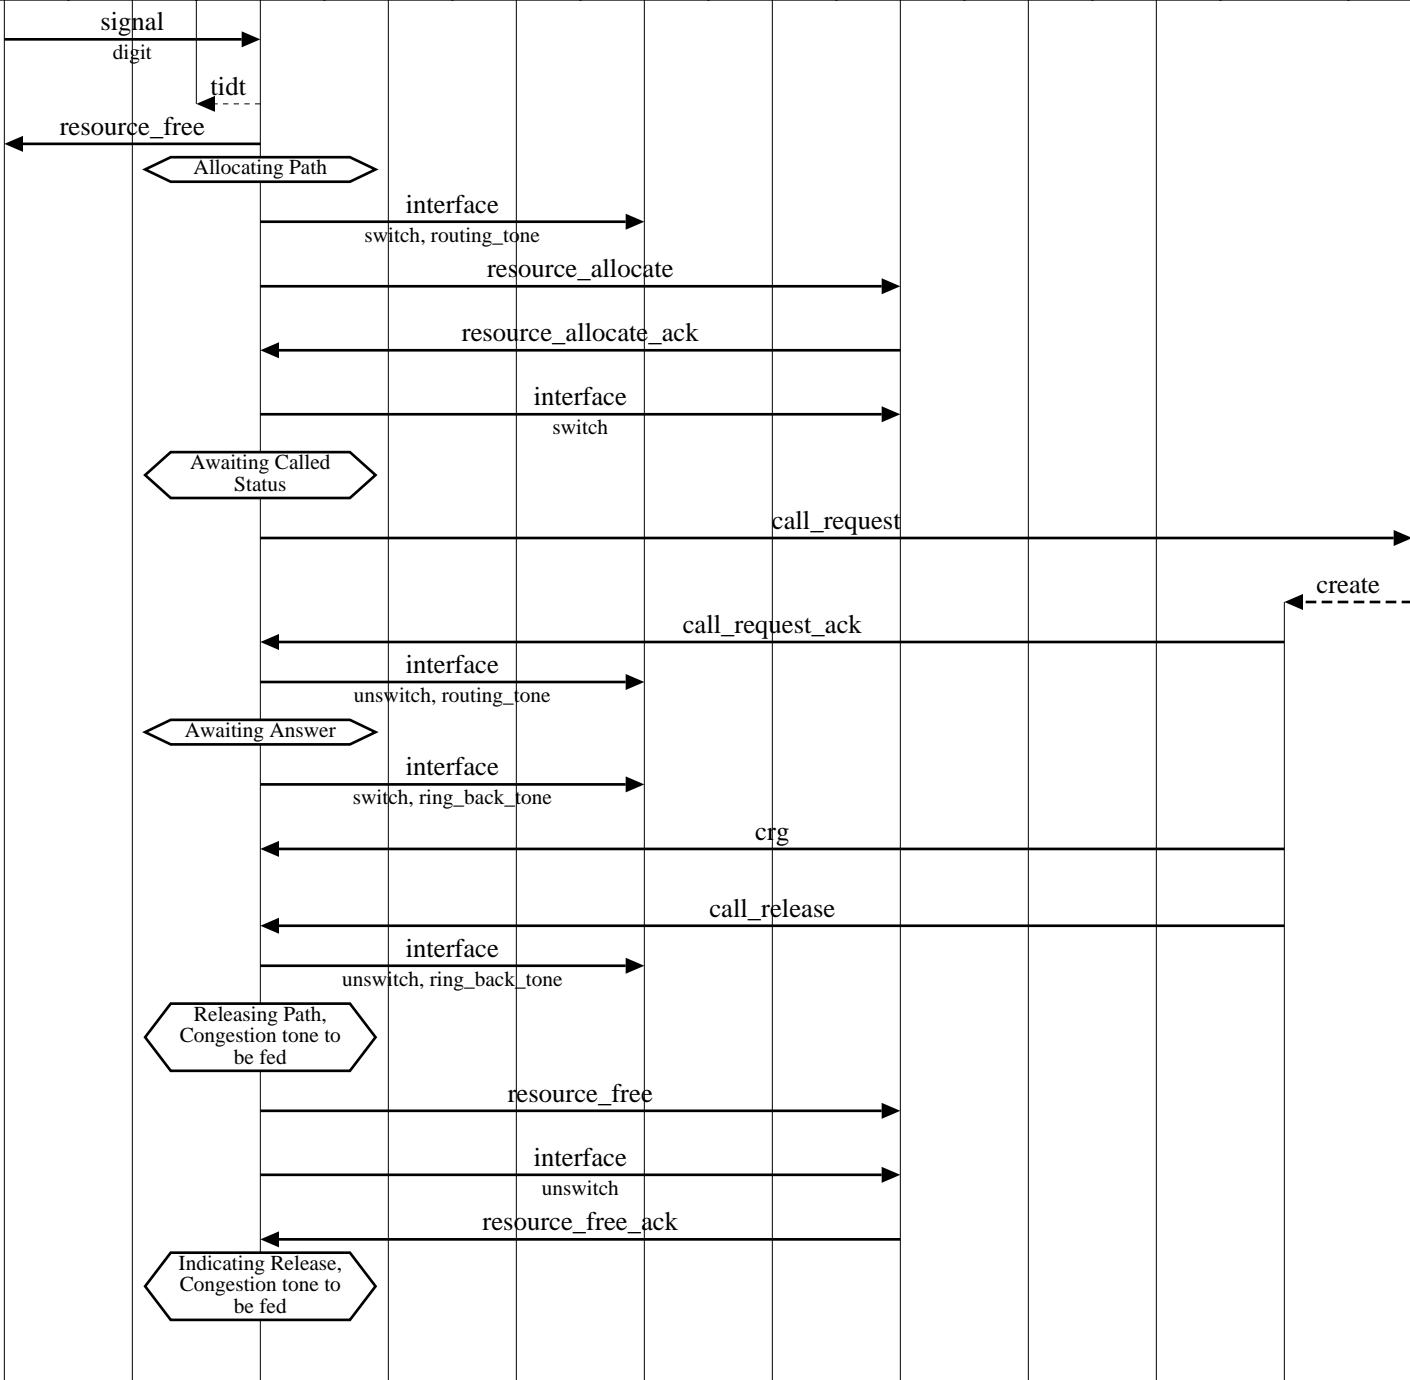 signal
digit
tidt
resource_free
Allocating Path
interface
switch, routing_tone
resource_allocate
resource_allocate_ack
interface
switch
Awaiting Called
Status
call_request
create
call_request_ack
interface
unswitch, routing_tone
Awaiting Answer
interface
switch, ring_back_tone
crg
call_release
interface
unswitch, ring_back_tone
Releasing Path,
Congestion tone to
be fed
resource_free
interface
unswitch
resource_free_ack
Indicating Release,
Congestion tone to
be fed